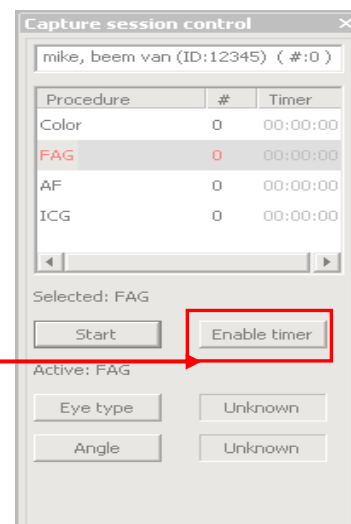 Capture session control
mike, beem van (ID:12345) ( #:0 )
Procedure # Timer
Color 0 00:00:00
FAG 0 00:00:00
AF 0 00:00:00
ICG 0 00:00:00
Selected: FAG
Start Enable timer
Active: FAG
Eye type Unknown
Angle Unknown